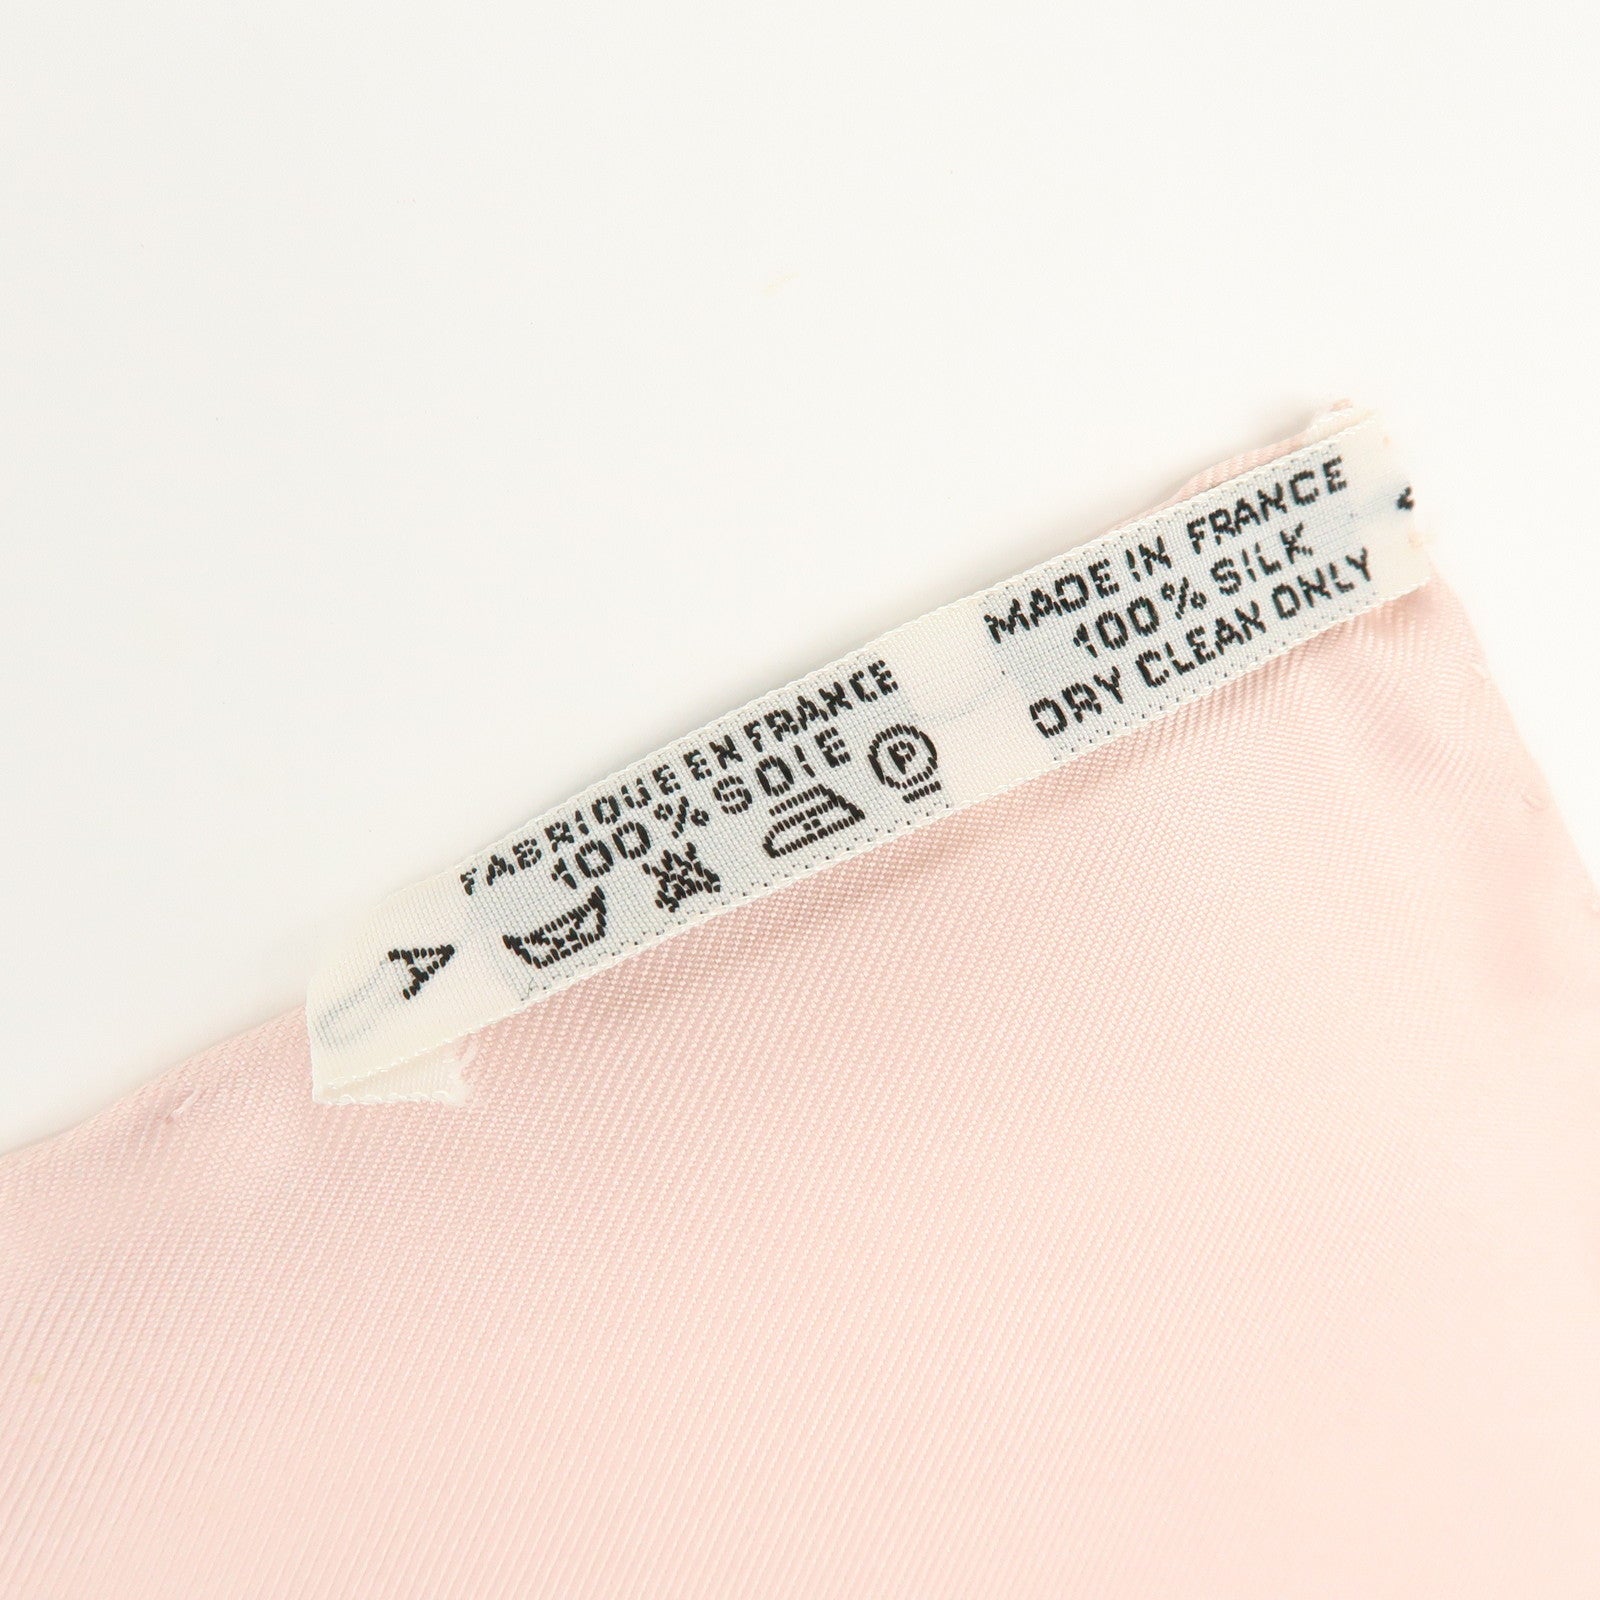 FABRIQUE EN FRANCE
100% SOIE
P
A
MADE IN FRANCE
100% SILK
DRY CLEAN ONLY